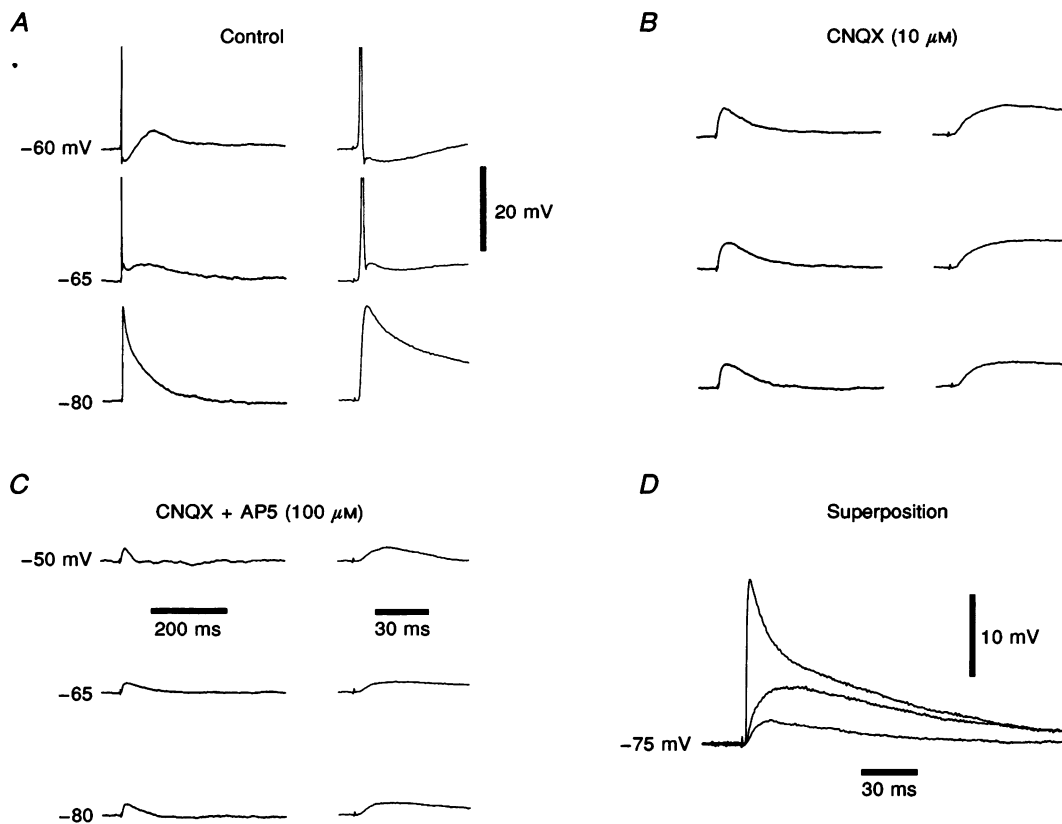 A
Control
-60 mV
-65
-80
20 mV
B
CNQX (10 μM)
C
CNQX + AP5 (100 μM)
-50 mV
200 ms
30 ms
-65
-80
D
Superposition
10 mV
-75 mV
30 ms